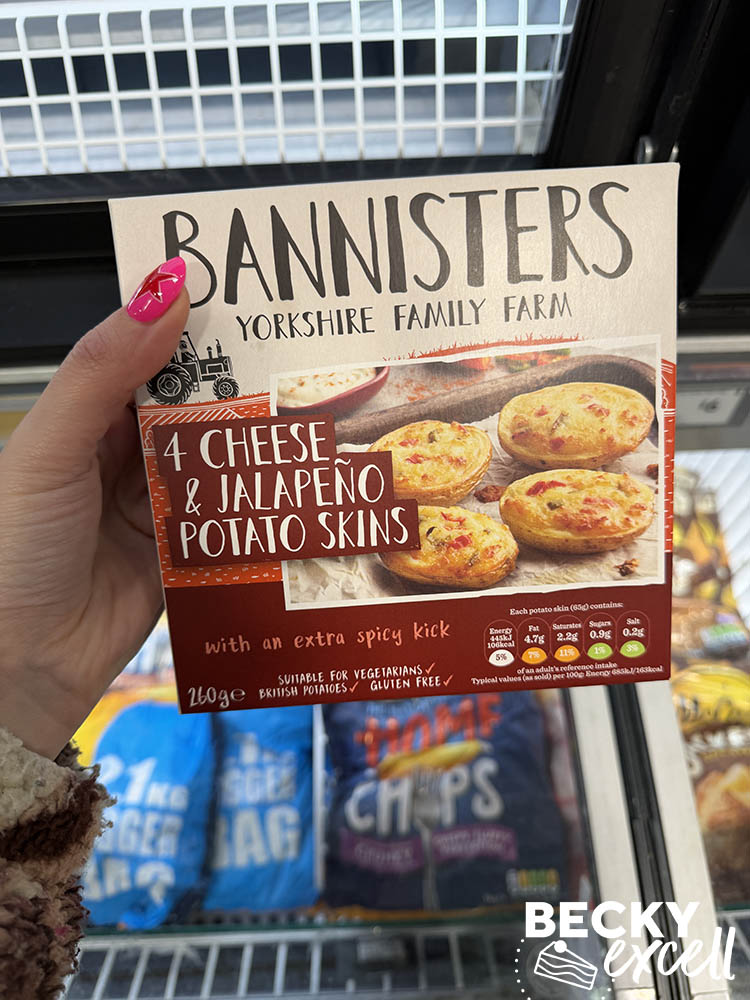 BANNISTERS
YORKSHIRE FAMILY FARM
4 CHEESE
& JALAPEÑO
POTATO SKINS
with an extra spicy kick
260g℮
SUITABLE FOR VEGETARIANS ✓
BRITISH POTATOES ✓ GLUTEN FREE ✓
Each potato skin (65g) contains:
Energy 445kJ 106kcal 5%
Fat 4.7g 7%
Saturates 2.2g 11%
Sugars 0.9g 1%
Salt 0.2g 3%
of an adult's reference intake
Typical values (as sold) per 100g: Energy 685kJ/163kcal
HOME
CHIPS
BAG
BECKY
excell